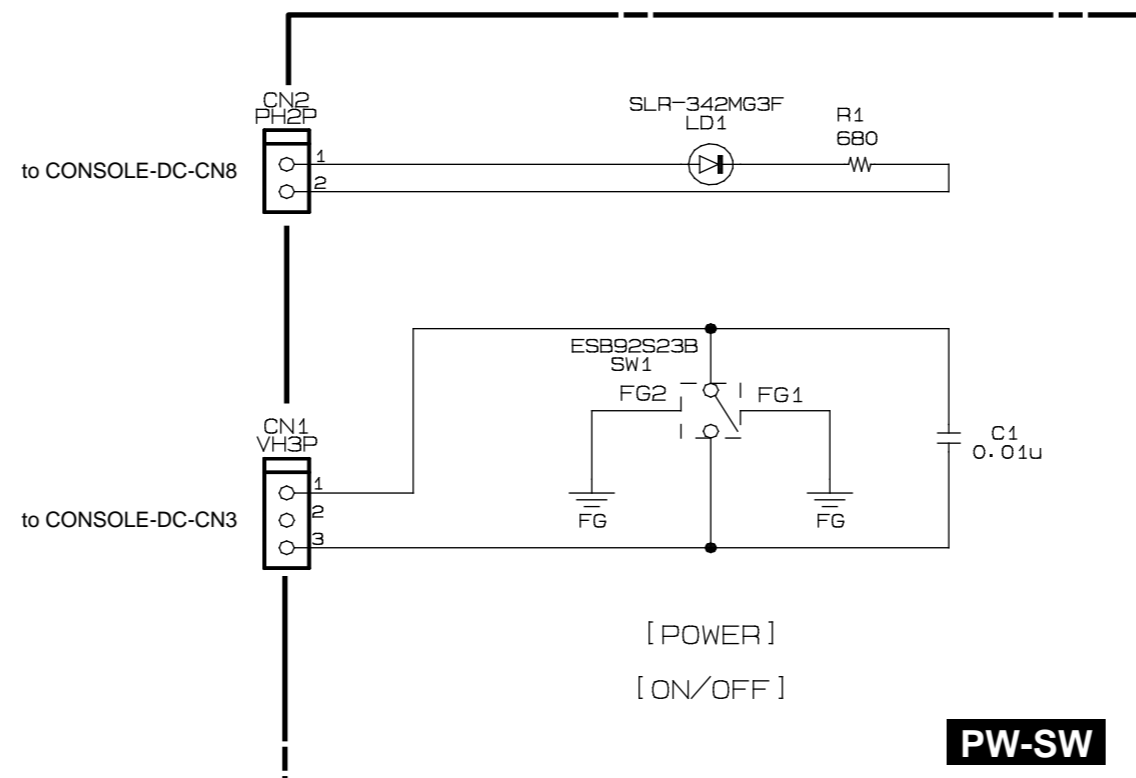 CN2
PH2P
to CONSOLE-DC-CN8
1
2
SLR-342MG3F
LD1
R1
680
ESB92S23B
SW1
FG2
FG1
CN1
VH3P
to CONSOLE-DC-CN3
1
2
3
FG
FG
C1
0.01u
[POWER]
[ON/OFF]
PW-SW